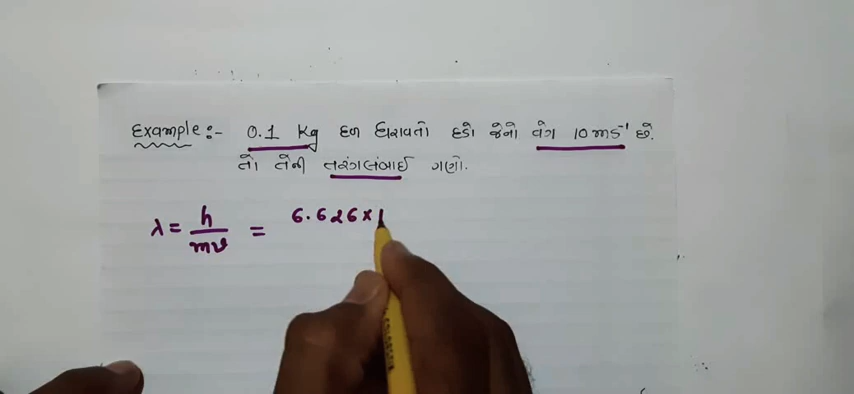 Example :- 0.1 Kg દળ ધરાવતો દડો જેનો વેગ 10 ms⁻¹ છે.
તો તેની તરંગલંબાઈ ગણો.
λ = h/mv = 6.626 × 1